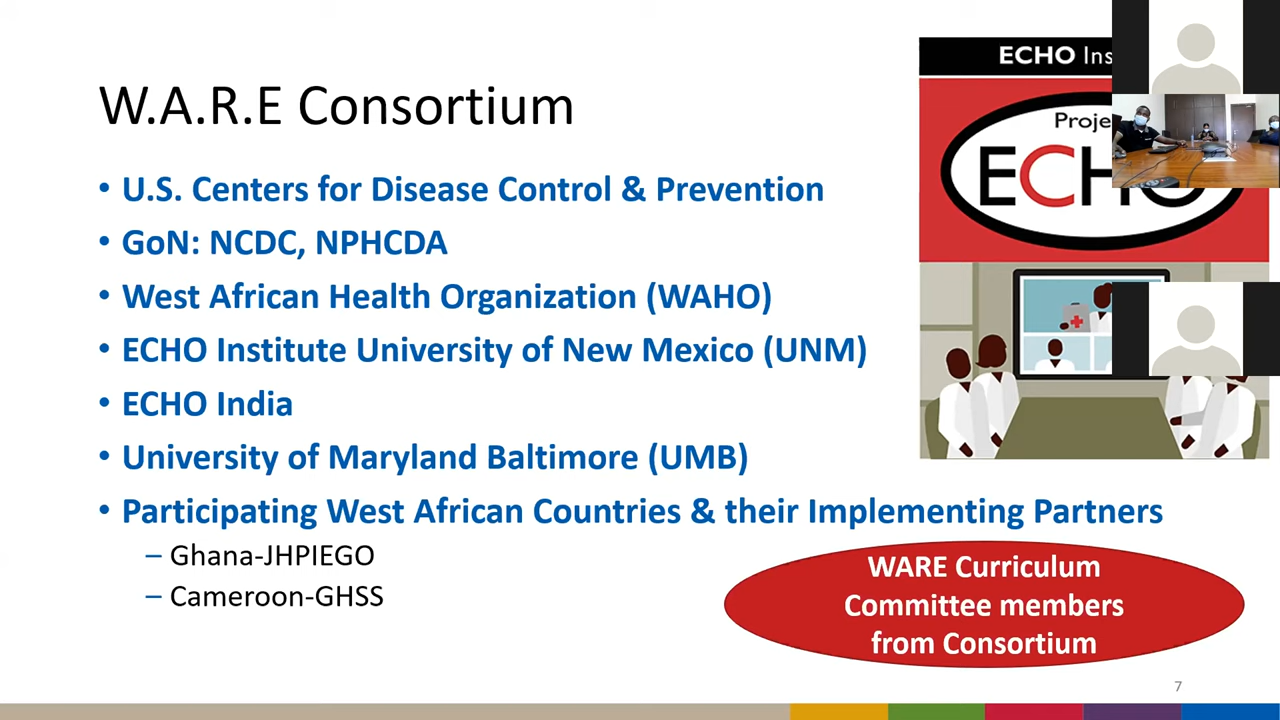 W.A.R.E Consortium
• U.S. Centers for Disease Control & Prevention
• GoN: NCDC, NPHCDA
• West African Health Organization (WAHO)
• ECHO Institute University of New Mexico (UNM)
• ECHO India
• University of Maryland Baltimore (UMB)
• Participating West African Countries & their Implementing Partners
– Ghana-JHPIEGO
– Cameroon-GHSS
ECHO Ins
Proje
ECHO
WARE Curriculum
Committee members
from Consortium
7